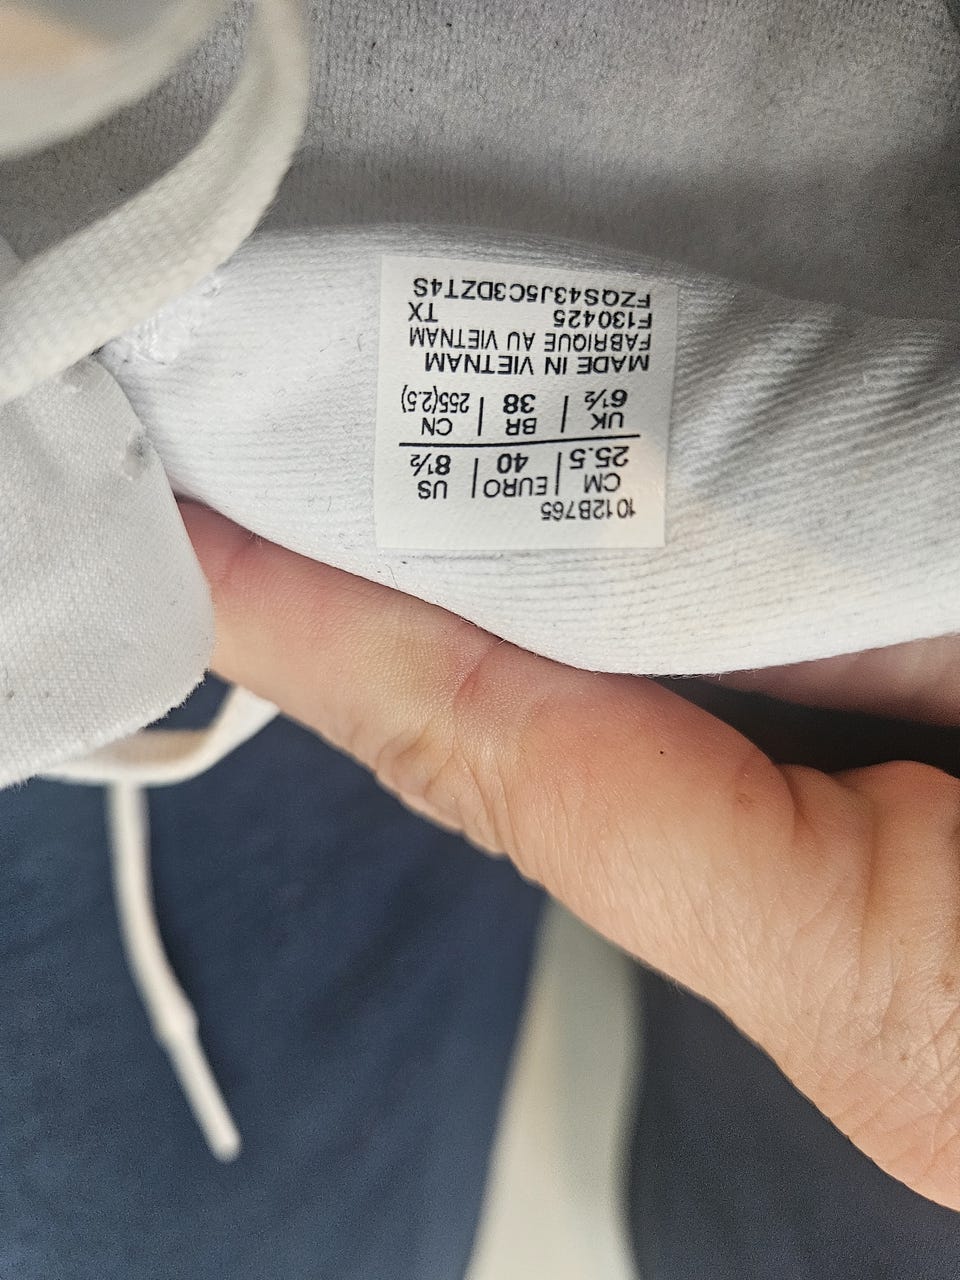 1012B765
CM | EURO | US
25.5 | 40 | 8½
UK | BR | CN
6½ | 38 | 255(2.5)
MADE IN VIETNAM
FABRIQUE AU VIETNAM
F130425 TX
FZQS43J5C3DZT4S